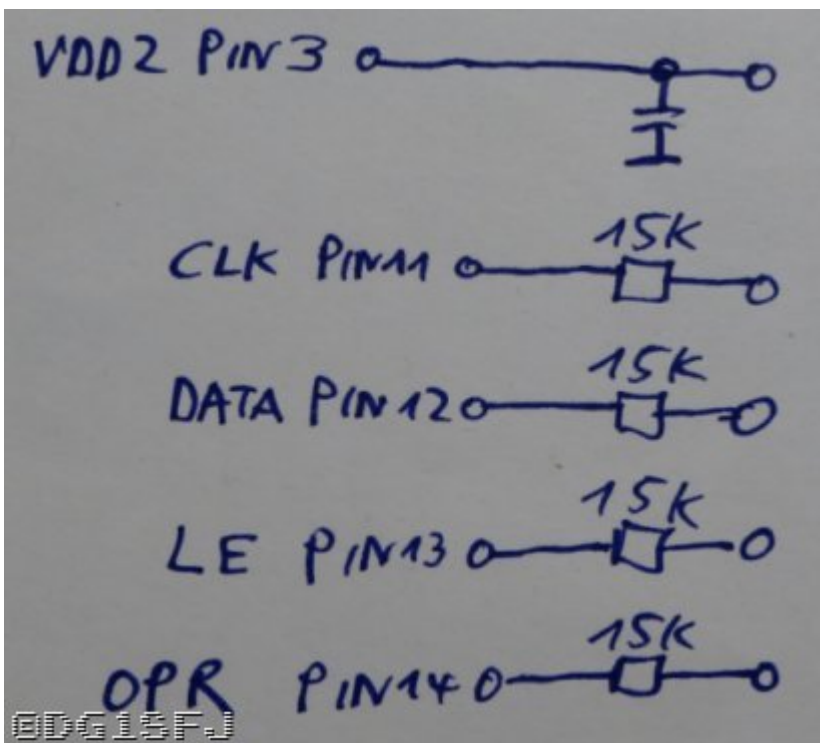 VDD2 PIN3
15K
CLK PIN11
15K
DATA PIN12
15K
LE PIN13
15K
OPR PIN14
@DG1SFJ